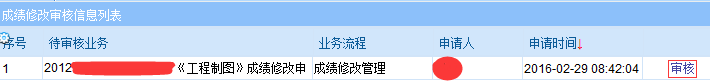 成绩修改审核信息列表
序号 待审核业务 业务流程 申请人 申请时间↓
1 2012 《工程制图》成绩修改申 成绩修改管理 2016-02-29 08:42:04 审核